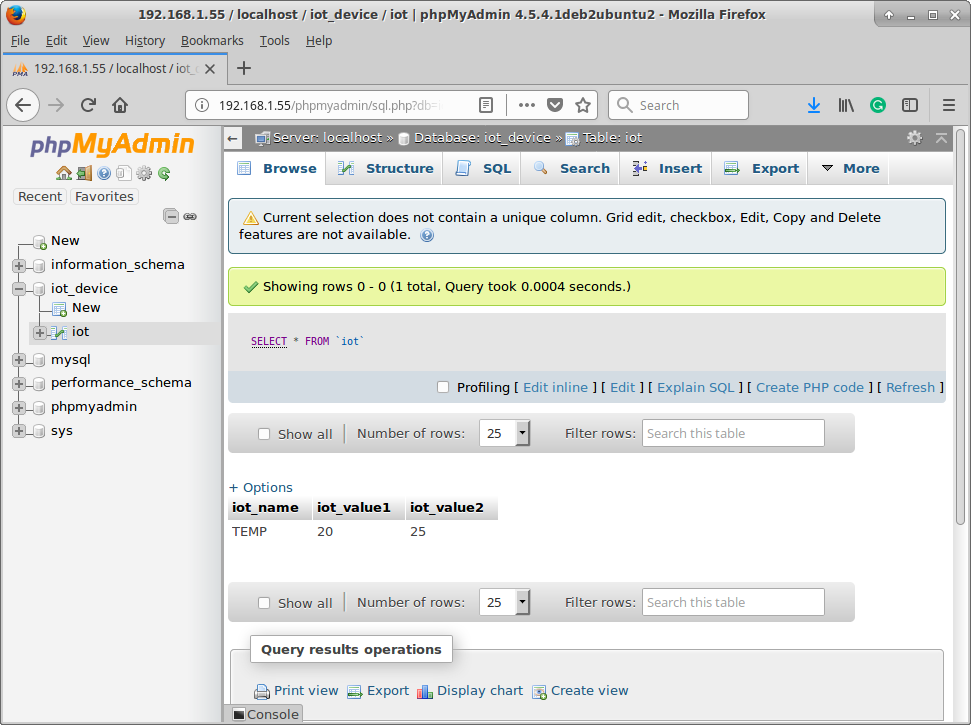 192.168.1.55 / localhost / iot_device / iot | phpMyAdmin 4.5.4.1deb2ubuntu2 - Mozilla Firefox
File Edit View History Bookmarks Tools Help
PMA 192.168.1.55 / localhost / iot_
192.168.1.55/phpmyadmin/sql.php?db= Search
phpMyAdmin
Recent Favorites
New
information_schema
iot_device
New
iot
mysql
performance_schema
phpmyadmin
sys
Server: localhost » Database: iot_device » Table: iot
Browse Structure SQL Search Insert Export More
Current selection does not contain a unique column. Grid edit, checkbox, Edit, Copy and Delete
features are not available.
Showing rows 0 - 0 (1 total, Query took 0.0004 seconds.)
SELECT * FROM `iot`
Profiling [ Edit inline ] [ Edit ] [ Explain SQL ] [ Create PHP code ] [ Refresh ]
Show all Number of rows: 25 Filter rows: Search this table
+ Options
iot_name iot_value1 iot_value2
TEMP 20 25
Show all Number of rows: 25 Filter rows: Search this table
Query results operations
Print view Export Display chart Create view
Console